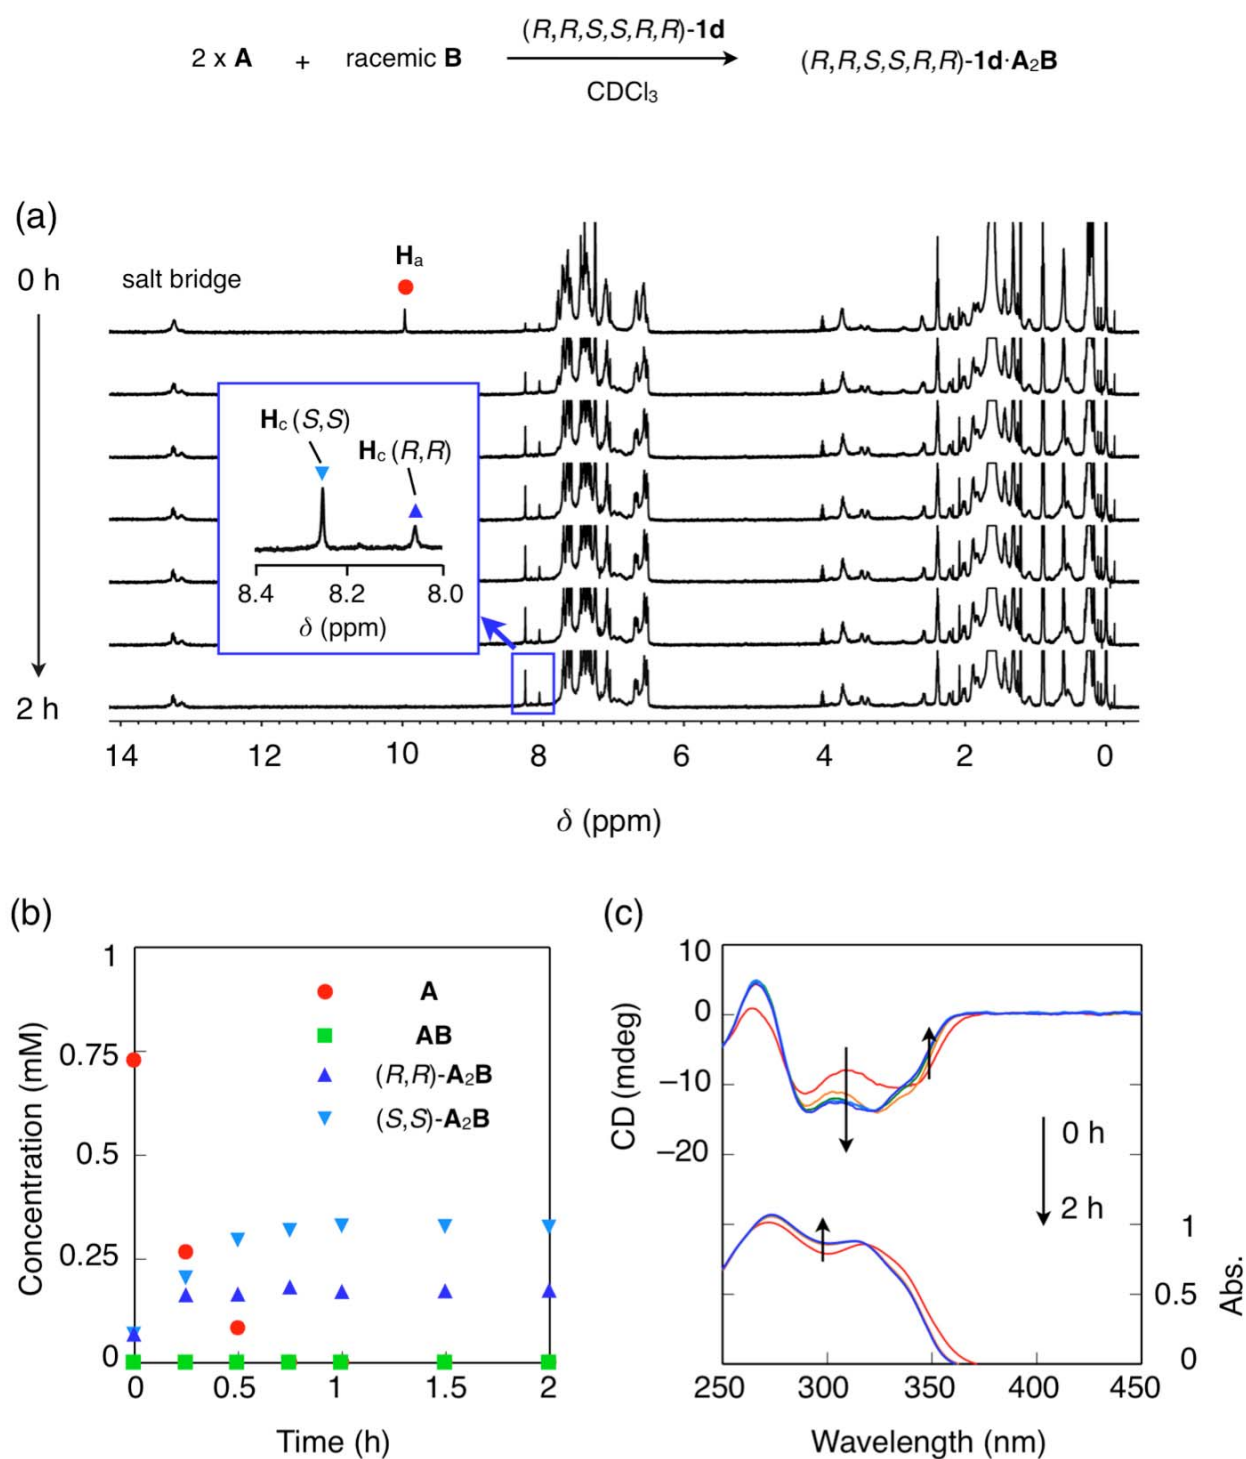 (R,R,S,S,R,R)-1d
2 x A + racemic B (R,R,S,S,R,R)-1d·A₂B
CDCl₃
(a)
0 h
salt bridge
Hₐ
H꜀ (S,S)
H꜀ (R,R)
8.4 8.2 8.0
δ (ppm)
2 h
14 12 10 8 6 4 2 0
δ (ppm)
(b)
1
0.75
0.5
0.25
0
Concentration (mM)
A
AB
(R,R)-A₂B
(S,S)-A₂B
0 0.5 1 1.5 2
Time (h)
(c)
10
0
−10
−20
CD (mdeg)
0 h
2 h
1
0.5
0
Abs.
250 300 350 400 450
Wavelength (nm)